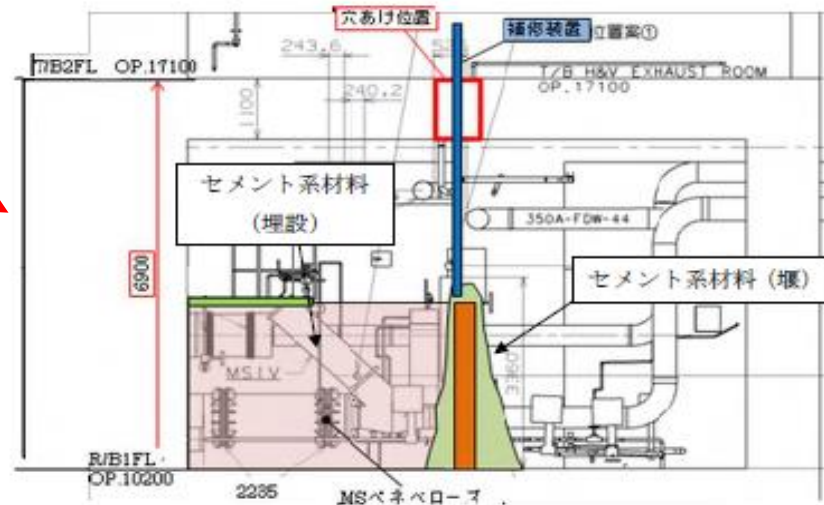 穴あけ位置
補修装置 位置案①
243.6
T/B2FL OP.17100
T/B H&V EXHAUST ROOM
OP.17100
240.2
1100
セメント系材料
(埋設)
350A-FDW-44
6900
セメント系材料（堰）
3360
MSIV
R/B1FL
OP.10200
2235
MSペネベローズ